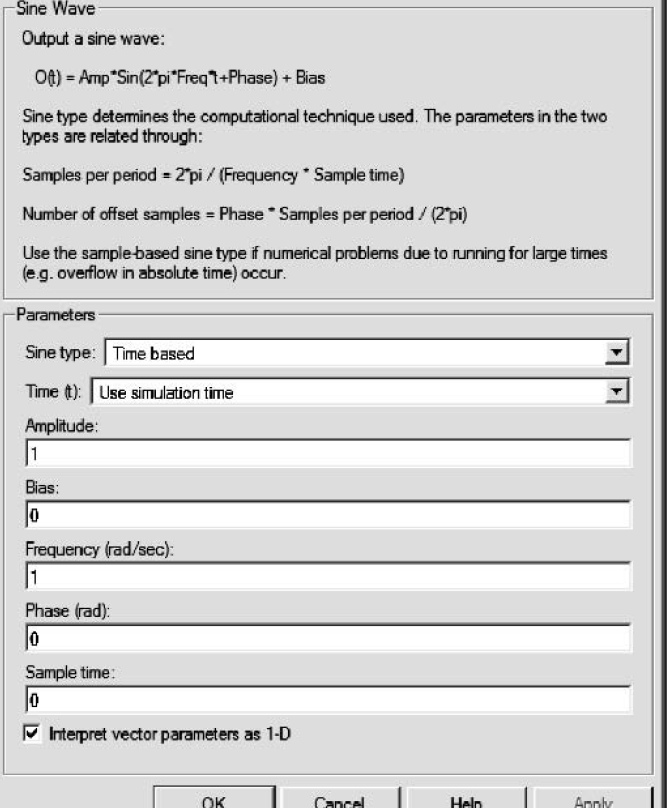 Sine Wave
Output a sine wave:
O(t) = Amp*Sin(2*pi*Freq*t+Phase) + Bias
Sine type determines the computational technique used. The parameters in the two
types are related through:
Samples per period = 2*pi / (Frequency * Sample time)
Number of offset samples = Phase * Samples per period / (2*pi)
Use the sample-based sine type if numerical problems due to running for large times
(e.g. overflow in absolute time) occur.
Parameters
Sine type: Time based
Time (t): Use simulation time
Amplitude:
1
Bias:
0
Frequency (rad/sec):
1
Phase (rad):
0
Sample time:
0
Interpret vector parameters as 1-D
OK Cancel Help Apply